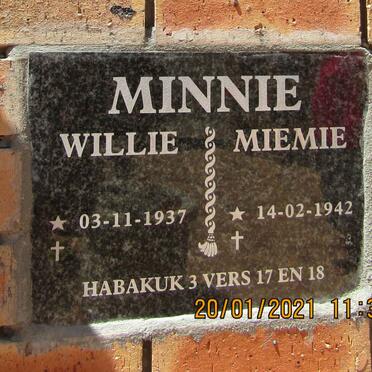 MINNIE
WILLIE MIEMIE
★ 03-11-1937 ★ 14-02-1942
✝ ✝
HABAKUK 3 VERS 17 EN 18
20/01/2021 11:3